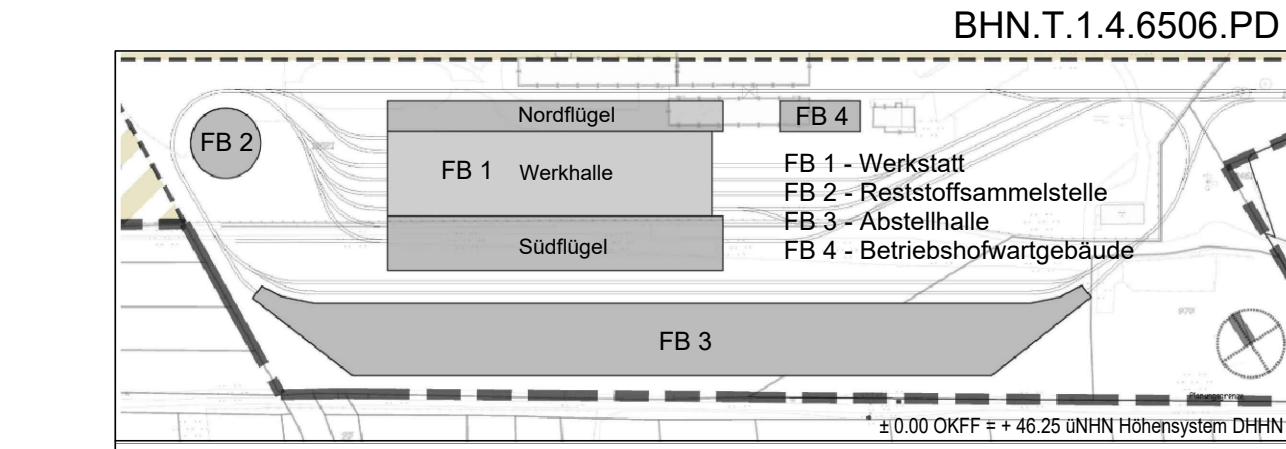 BHN.T.1.4.6506.PD
Nordflügel
FB 4
FB 2
FB 1
Werkhalle
FB 1 - Werkstatt
FB 2 - Reststoffsammelstelle
FB 3 - Abstellhalle
FB 4 - Betriebshofwartgebäude
Südflügel
FB 3
Planungsgrenze
± 0.00 OKFF = + 46.25 üNHN Höhensystem DHHN